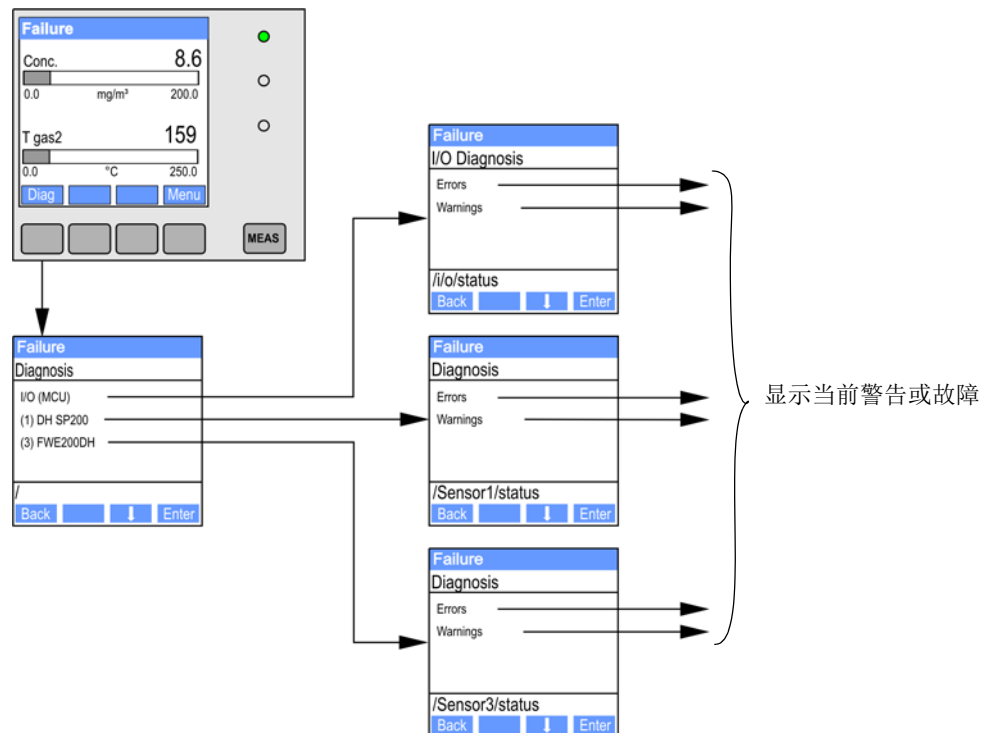 Failure
Conc. 8.6
0.0 mg/m³ 200.0
T gas2 159
0.0 °C 250.0
Diag Menu
MEAS
Failure
Diagnosis
I/O (MCU)
(1) DH SP200
(3) FWE200DH
/
Back ⬇ Enter
Failure
I/O Diagnosis
Errors
Warnings
/i/o/status
Back ⬇ Enter
Failure
Diagnosis
Errors
Warnings
/Sensor1/status
Back ⬇ Enter
Failure
Diagnosis
Errors
Warnings
/Sensor3/status
Back ⬇ Enter
显示当前警告或故障